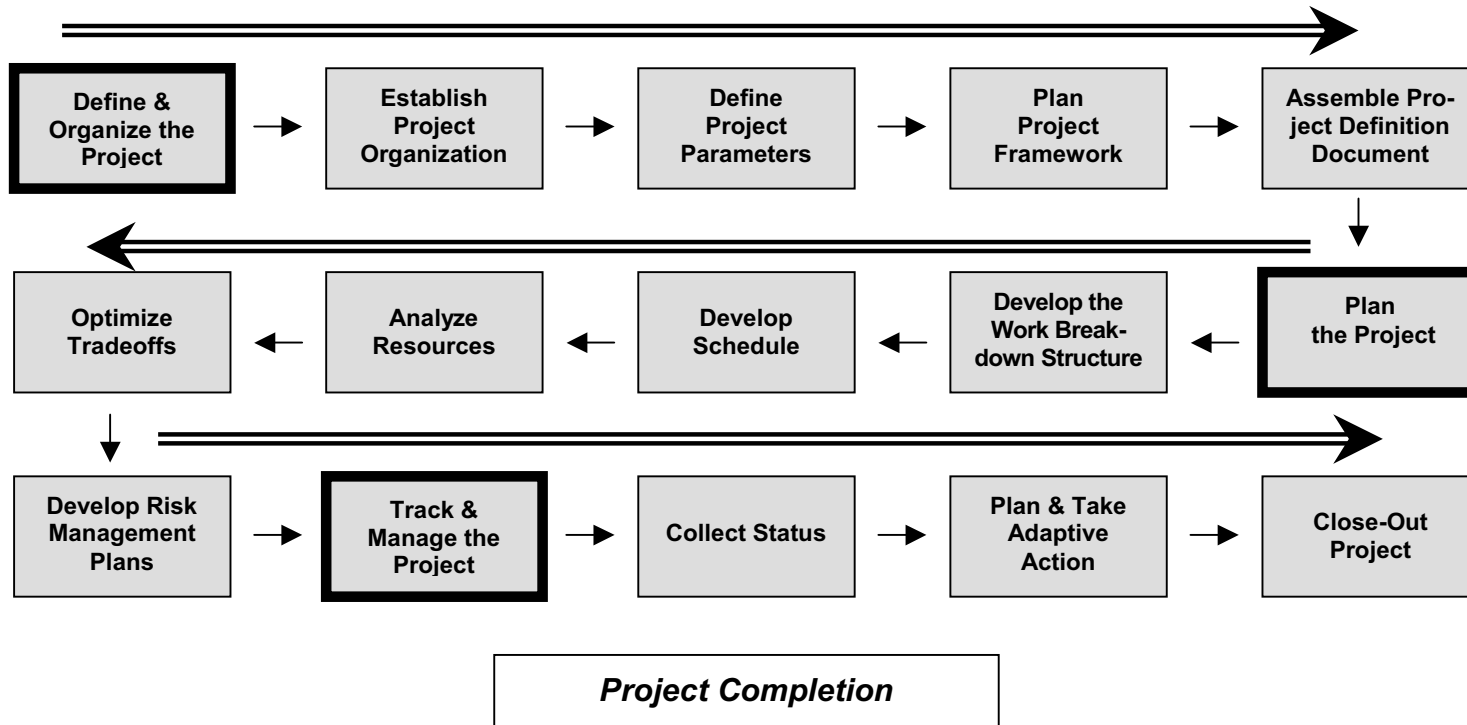 Define &
Organize the
Project
Establish
Project
Organization
Define
Project
Parameters
Plan
Project
Framework
Assemble Pro-
ject Definition
Document
Plan
the Project
Develop the
Work Break-
down Structure
Develop
Schedule
Analyze
Resources
Optimize
Tradeoffs
Develop Risk
Management
Plans
Track &
Manage the
Project
Collect Status
Plan & Take
Adaptive
Action
Close-Out
Project
Project Completion